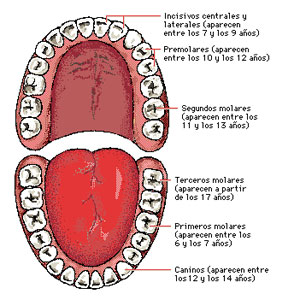 Incisivos centrales y
laterales (aparecen
entre los 7 y los 9 años)
Premolares (aparecen
entre los 10 y los 12 años)
Segundos molares
(aparecen entre los
11 y los 13 años)
Terceros molares
(aparecen a partir
de los 17 años)
Primeros molares
(aparecen entre los
6 y los 7 años)
Caninos (aparecen entre
los 12 y los 14 años)